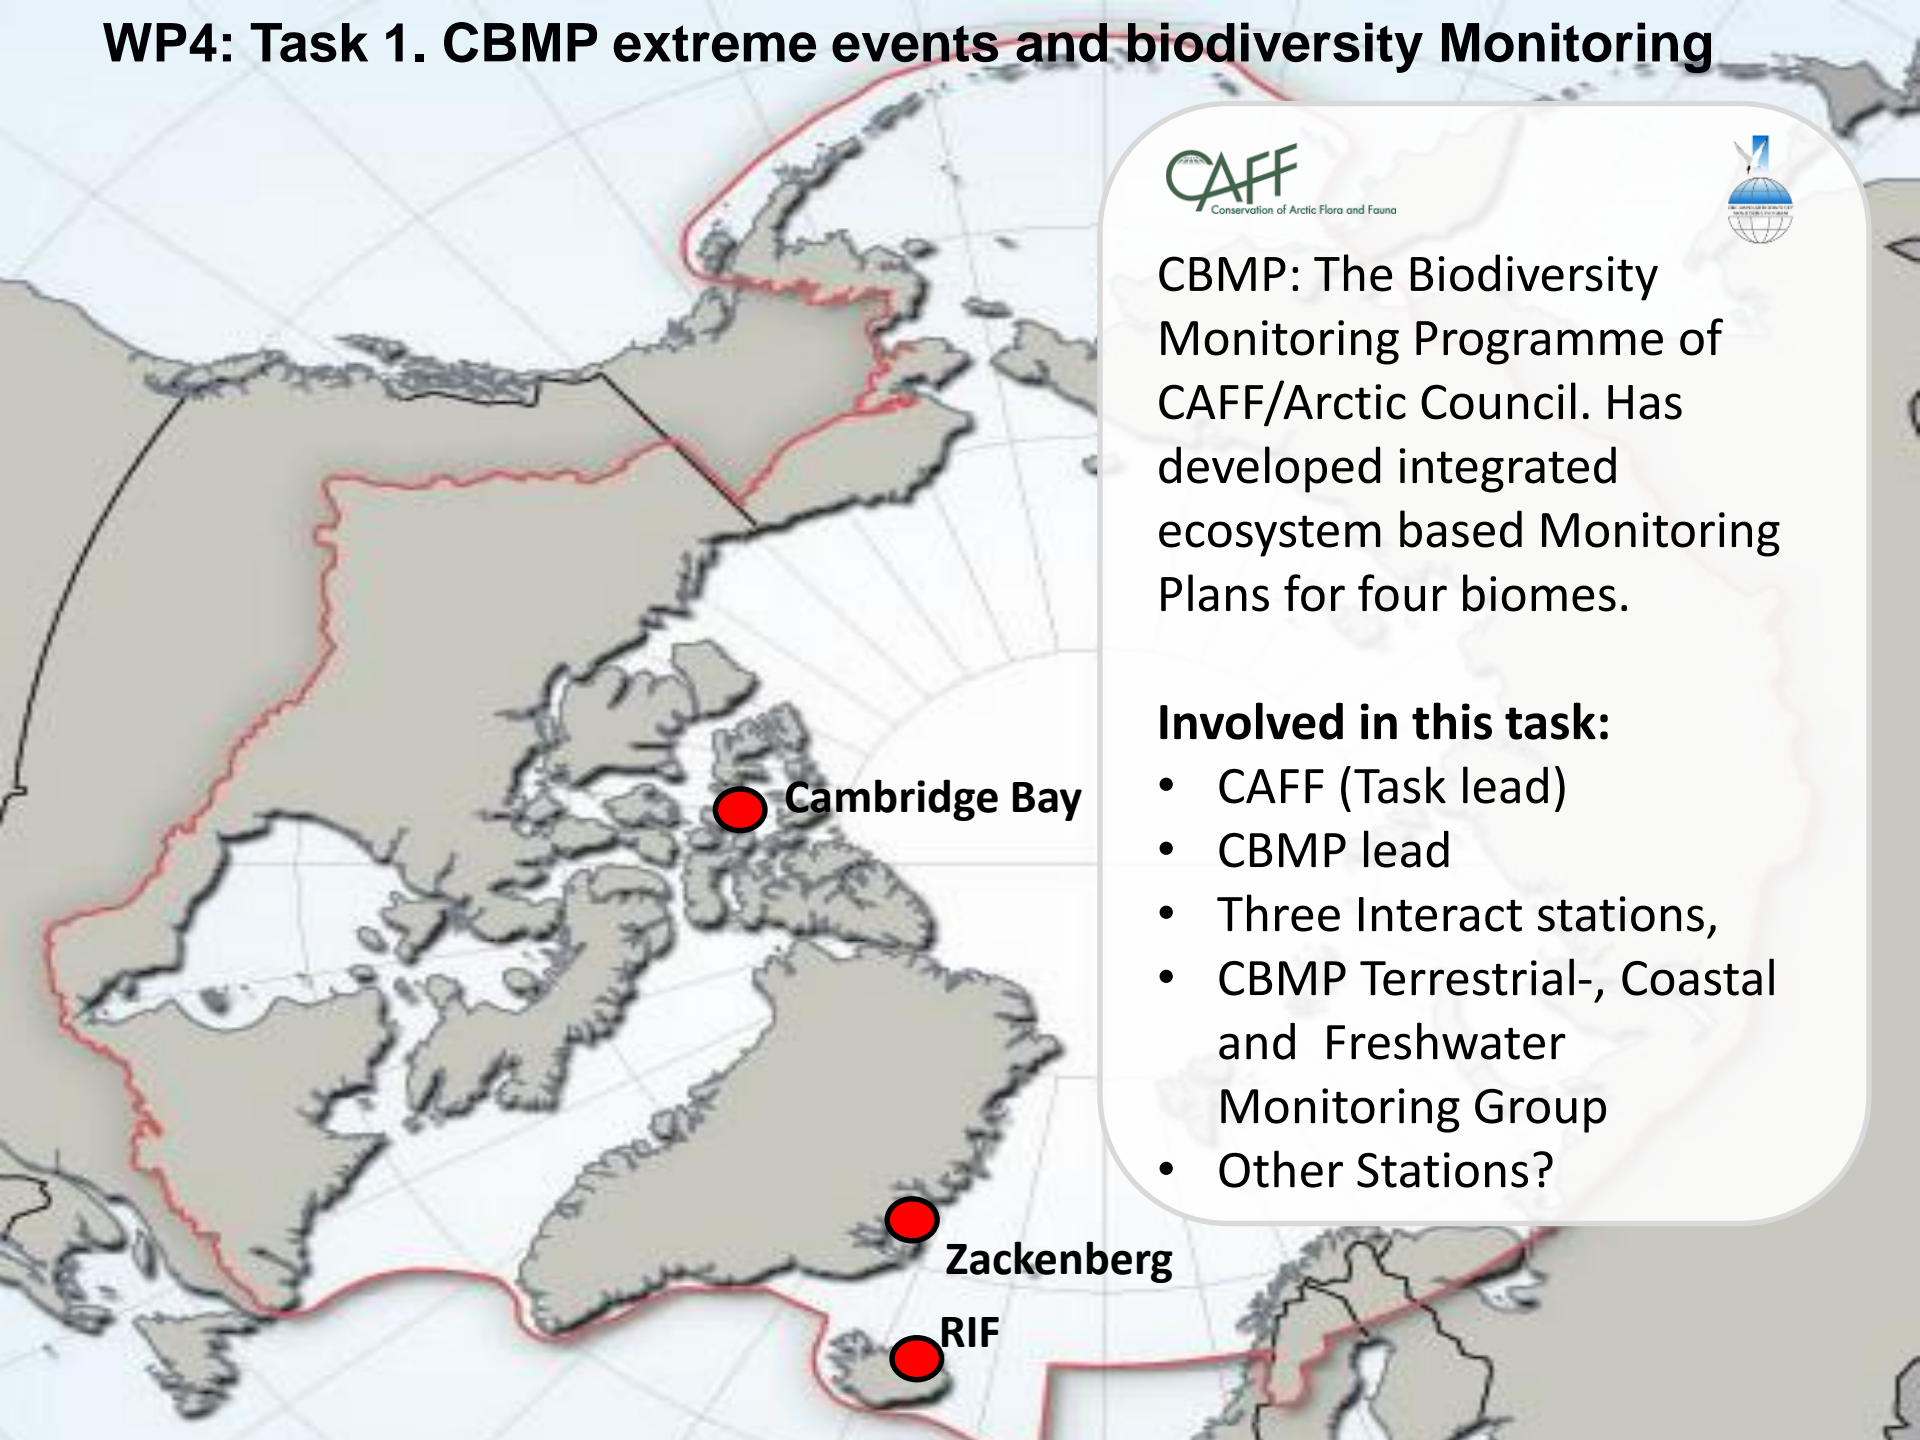 WP4: Task 1. CBMP extreme events and biodiversity Monitoring
CAFF
Conservation of Arctic Flora and Fauna
CBMP: The Biodiversity
Monitoring Programme of
CAFF/Arctic Council. Has
developed integrated
ecosystem based Monitoring
Plans for four biomes.
Involved in this task:
• CAFF (Task lead)
• CBMP lead
• Three Interact stations,
• CBMP Terrestrial-, Coastal
and  Freshwater
Monitoring Group
• Other Stations?
Cambridge Bay
Zackenberg
RIF